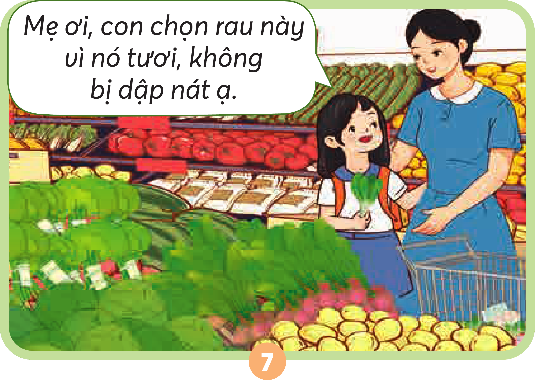 Mẹ ơi, con chọn rau này
vì nó tươi, không
bị dập nát ạ.
7